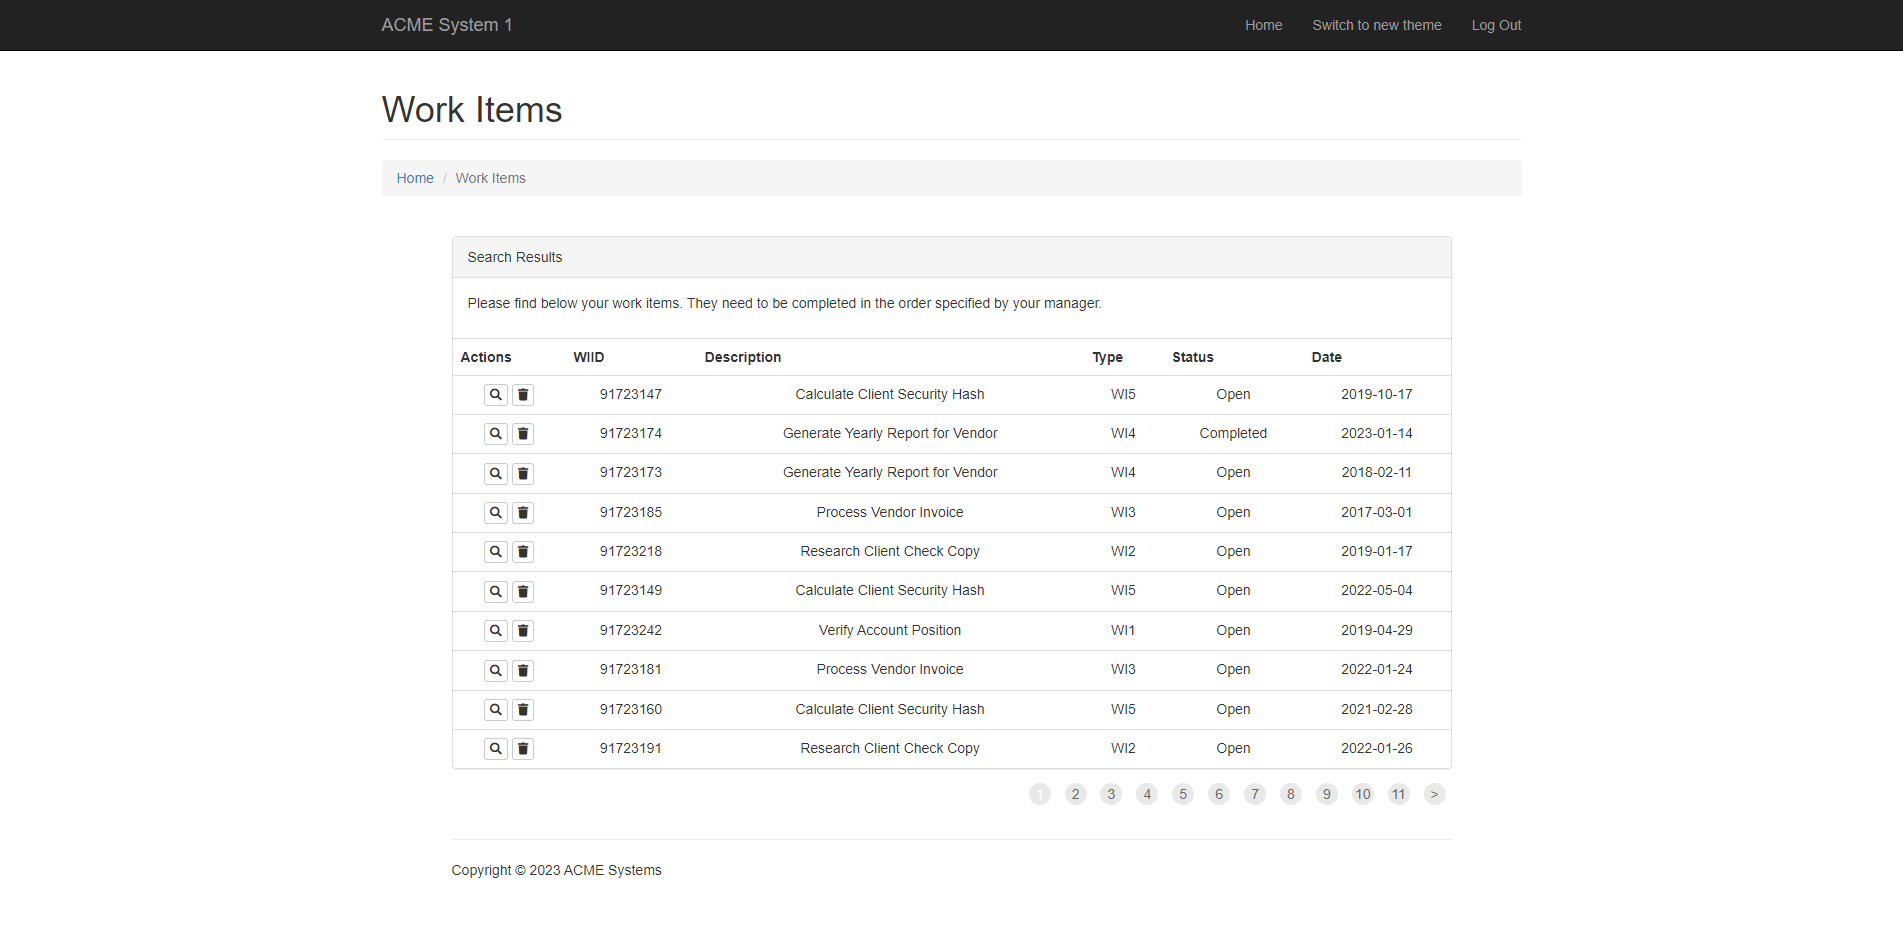 ACME System 1 Home Switch to new theme Log Out
Work Items
Home / Work Items
Search Results
Please find below your work items. They need to be completed in the order specified by your manager.
Actions WIID Description Type Status Date
91723147 Calculate Client Security Hash WI5 Open 2019-10-17
91723174 Generate Yearly Report for Vendor WI4 Completed 2023-01-14
91723173 Generate Yearly Report for Vendor WI4 Open 2018-02-11
91723185 Process Vendor Invoice WI3 Open 2017-03-01
91723218 Research Client Check Copy WI2 Open 2019-01-17
91723149 Calculate Client Security Hash WI5 Open 2022-05-04
91723242 Verify Account Position WI1 Open 2019-04-29
91723181 Process Vendor Invoice WI3 Open 2022-01-24
91723160 Calculate Client Security Hash WI5 Open 2021-02-28
91723191 Research Client Check Copy WI2 Open 2022-01-26
1 2 3 4 5 6 7 8 9 10 11 >
Copyright © 2023 ACME Systems